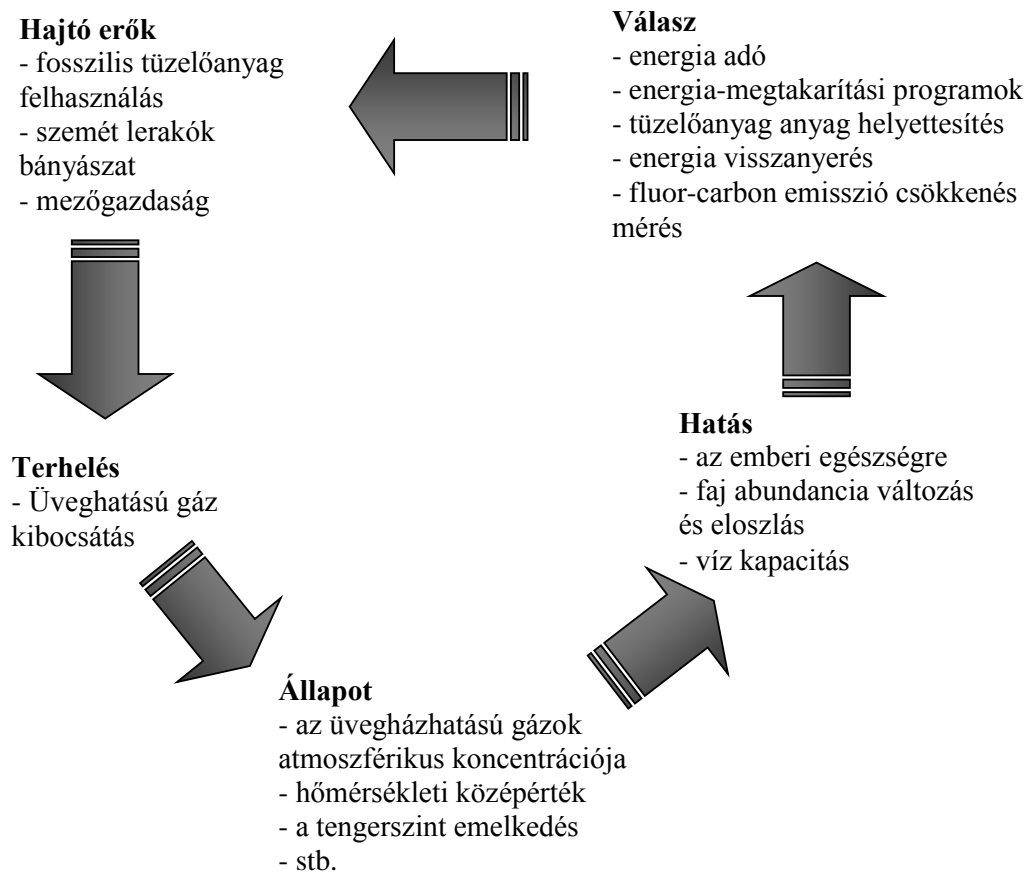 Hajtó erők
- fosszilis tüzelőanyag
felhasználás
- szemét lerakók
bányászat
- mezőgazdaság
Válasz
- energia adó
- energia-megtakarítási programok
- tüzelőanyag anyag helyettesítés
- energia visszanyerés
- fluor-carbon emisszió csökkenés
mérés
Terhelés
- Üveghatású gáz
kibocsátás
Hatás
- az emberi egészségre
- faj abundancia változás
és eloszlás
- víz kapacitás
Állapot
- az üvegházhatású gázok
atmoszférikus koncentrációja
- hőmérsékleti középérték
- a tengerszint emelkedés
- stb.